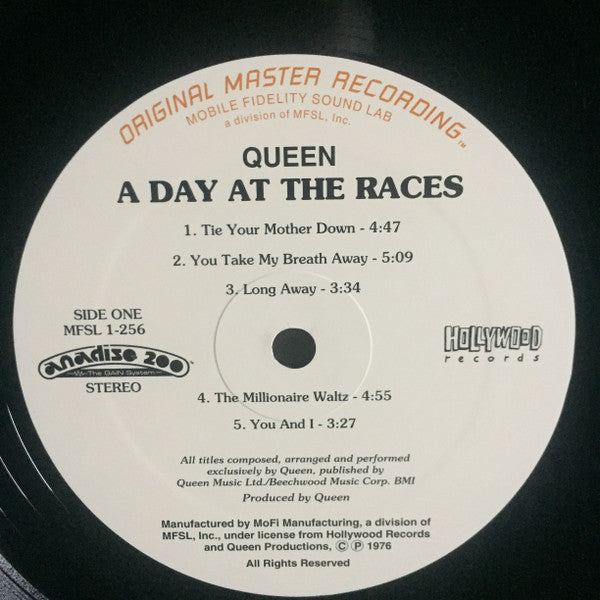 ORIGINAL MASTER RECORDING™
MOBILE FIDELITY SOUND LAB
a division of MFSL, Inc.
QUEEN
A DAY AT THE RACES
1. Tie Your Mother Down - 4:47
2. You Take My Breath Away - 5:09
3. Long Away - 3:34
SIDE ONE
MFSL 1-256
anadisq 200™
The GAIN System
STEREO
HOLLYWOOD
records
4. The Millionaire Waltz - 4:55
5. You And I - 3:27
All titles composed, arranged and performed
exclusively by Queen, published by
Queen Music Ltd./Beechwood Music Corp. BMI
Produced by Queen
Manufactured by MoFi Manufacturing, a division of
MFSL, Inc., under license from Hollywood Records
and Queen Productions, Ⓒ Ⓟ 1976
All Rights Reserved